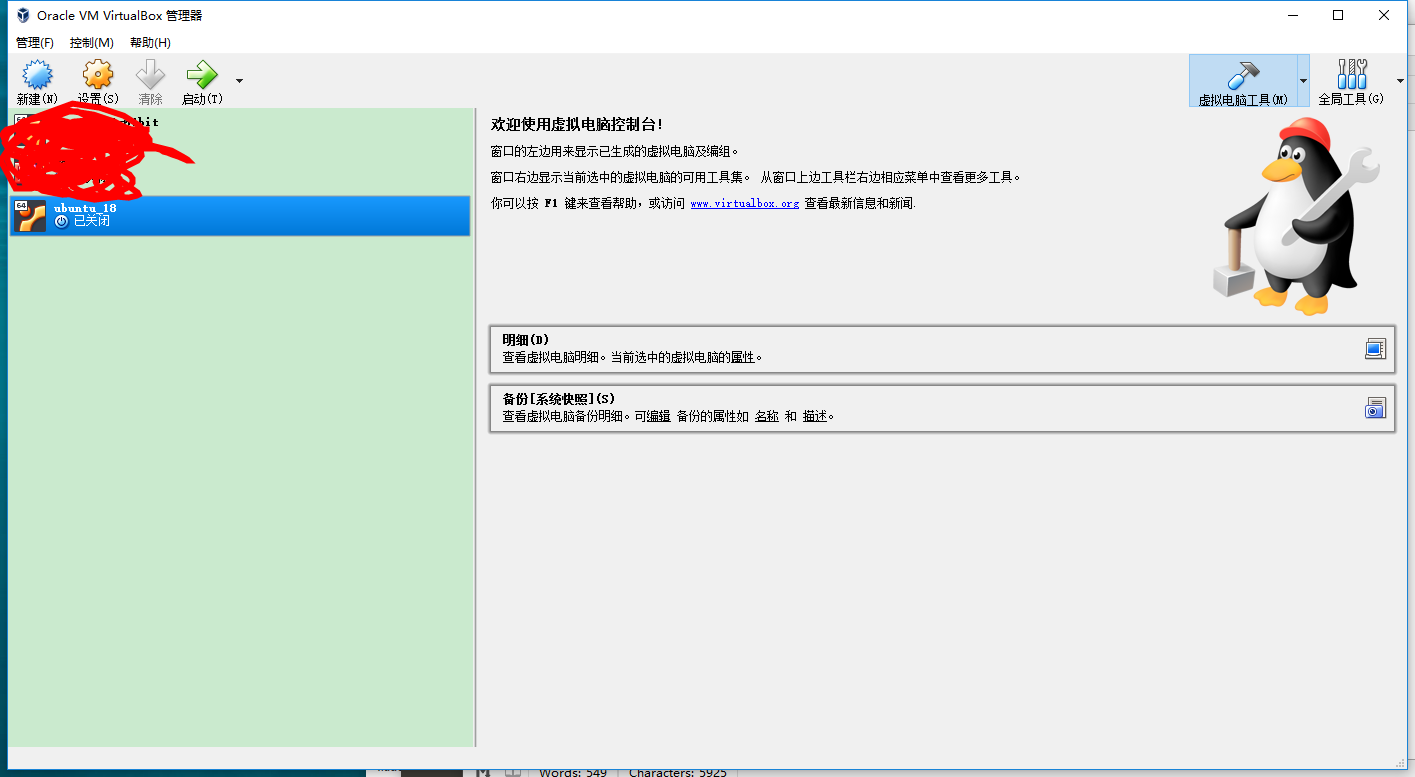 Oracle VM VirtualBox 管理器
管理(F) 控制(M) 帮助(H)
新建(N) 设置(S) 清除 启动(T) 虚拟电脑工具(M) 全局工具(G)
64
ubuntu_18
已关闭
欢迎使用虚拟电脑控制台!
窗口的左边用来显示已生成的虚拟电脑及编组。
窗口右边显示当前选中的虚拟电脑的可用工具集。 从窗口上边工具栏右边相应菜单中查看更多工具。
你可以按 F1 键来查看帮助，或访问 www.virtualbox.org 查看最新信息和新闻.
明细(D)
查看虚拟电脑明细。当前选中的虚拟电脑的属性。
备份[系统快照](S)
查看虚拟电脑备份明细。可编辑 备份的属性如 名称 和 描述。
Words: 549 Characters: 5925